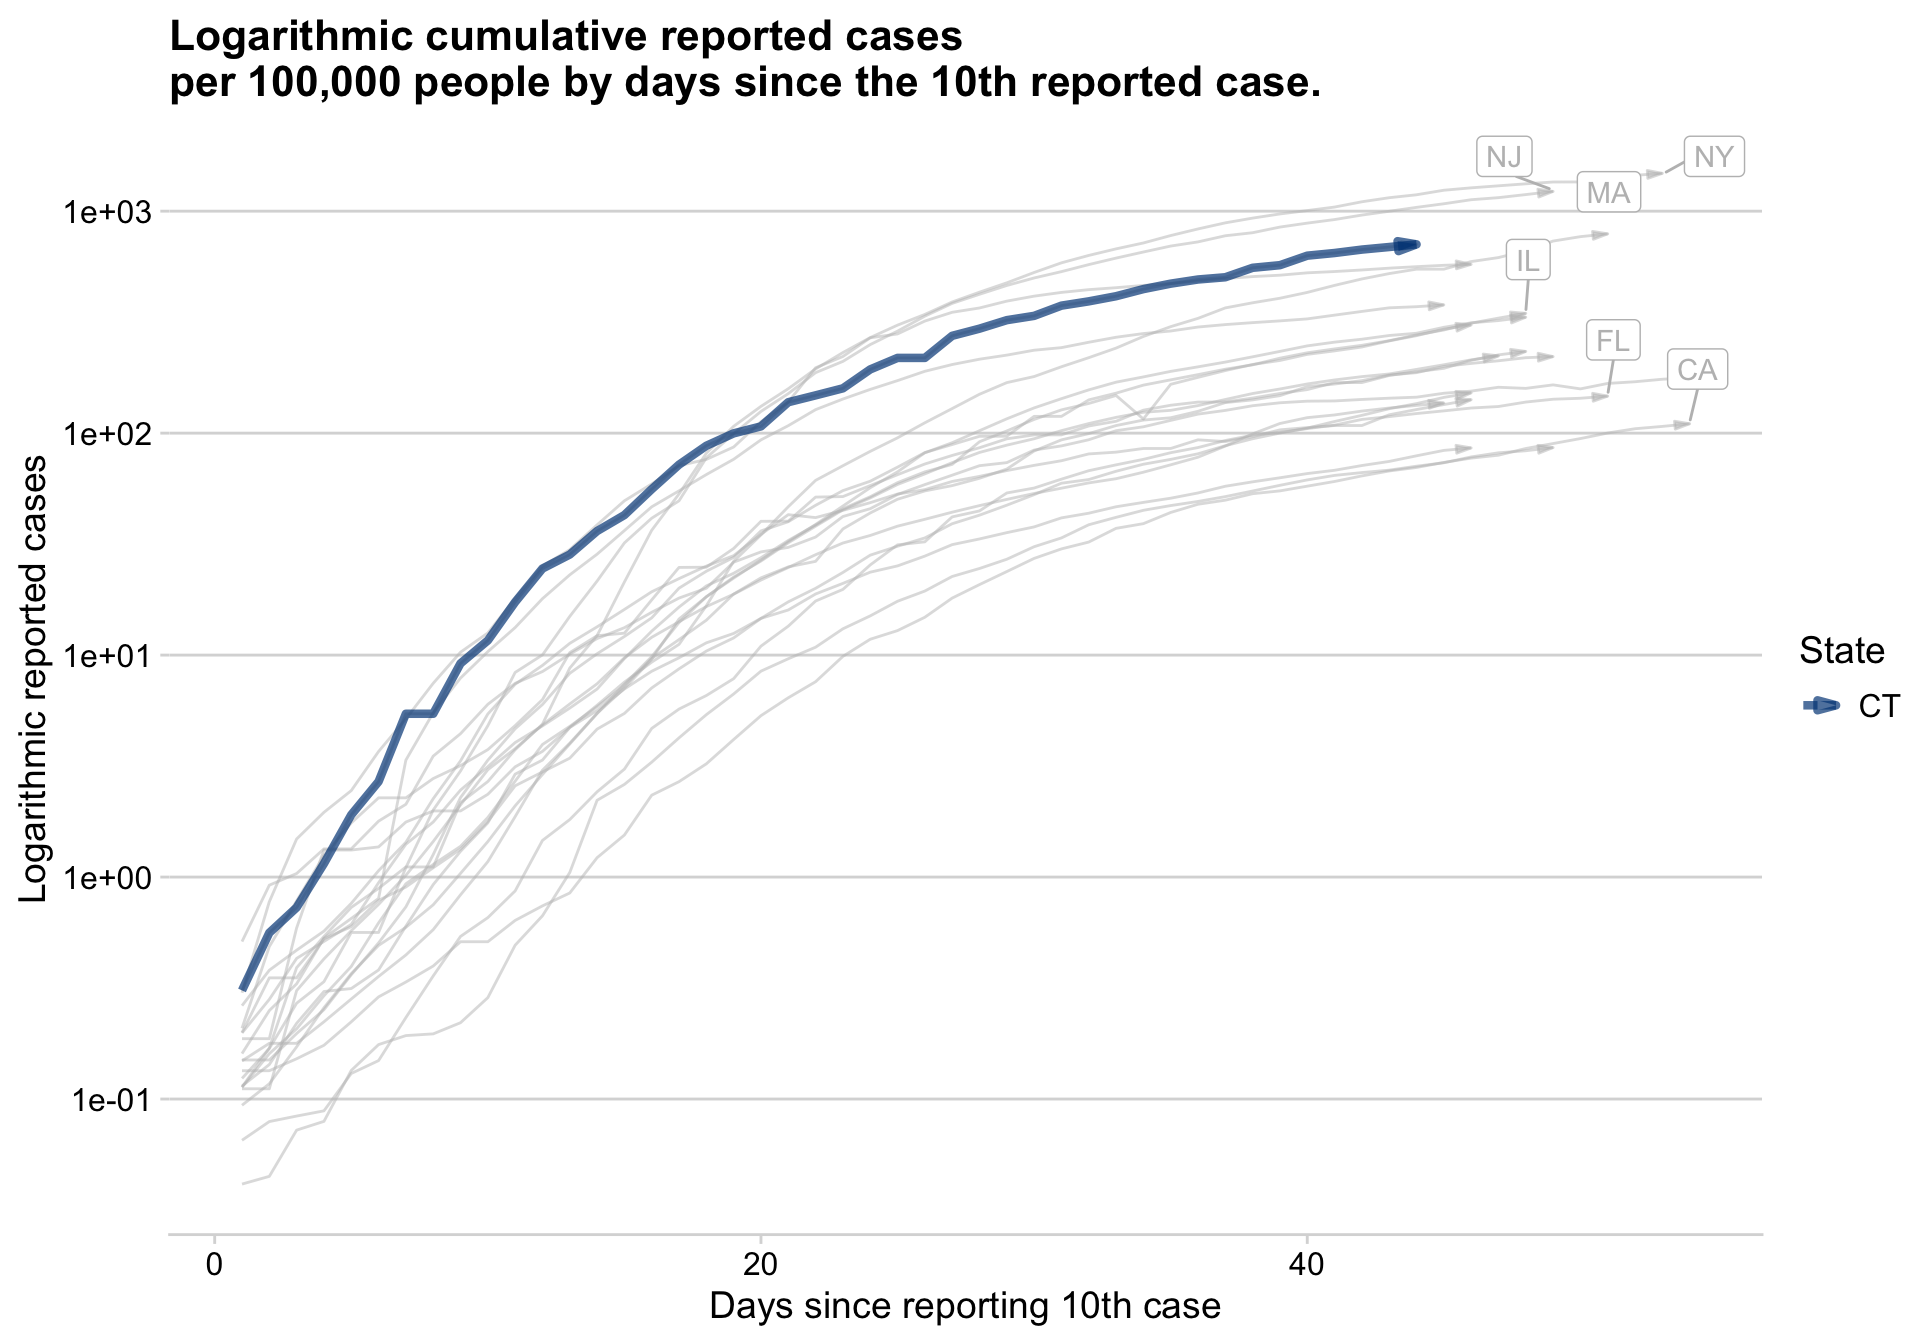 Logarithmic cumulative reported cases
per 100,000 people by days since the 10th reported case.
NJ
NY
MA
1e+03
IL
FL
CA
1e+02
1e+01
1e+00
1e-01
Logarithmic reported cases
State
CT
0
20
40
Days since reporting 10th case